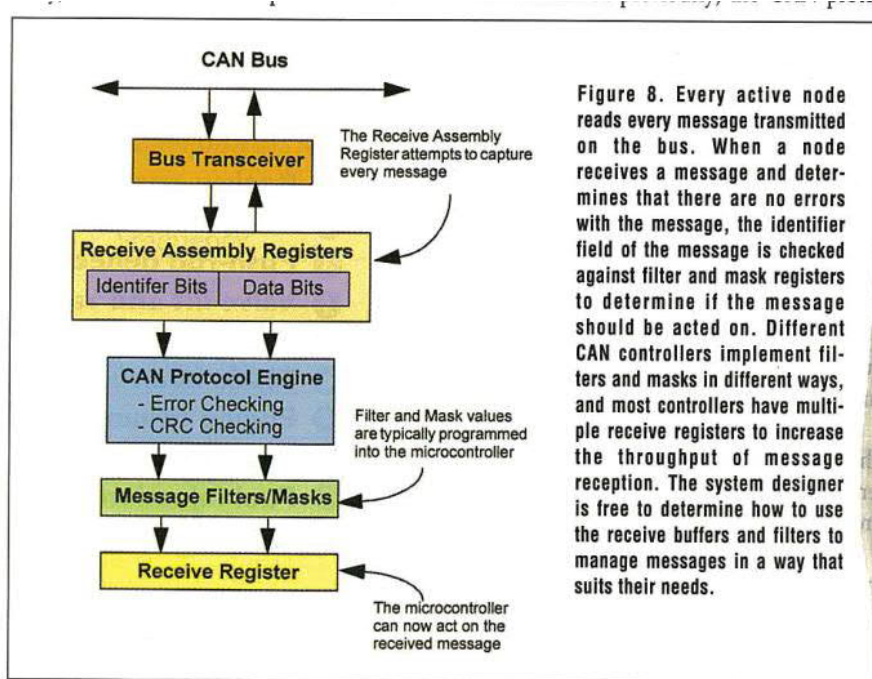 CAN Bus
Bus Transceiver
The Receive Assembly
Register attempts to capture
every message
Receive Assembly Registers
Identifer Bits Data Bits
CAN Protocol Engine
- Error Checking
- CRC Checking
Filter and Mask values
are typically programmed
into the microcontroller
Message Filters/Masks
Receive Register
The microcontroller
can now act on the
received message
Figure 8. Every active node
reads every message transmitted
on the bus. When a node
receives a message and deter-
mines that there are no errors
with the message, the identifier
field of the message is checked
against filter and mask registers
to determine if the message
should be acted on. Different
CAN controllers implement fil-
ters and masks in different ways,
and most controllers have multi-
ple receive registers to increase
the throughput of message
reception. The system designer
is free to determine how to use
the receive buffers and filters to
manage messages in a way that
suits their needs.